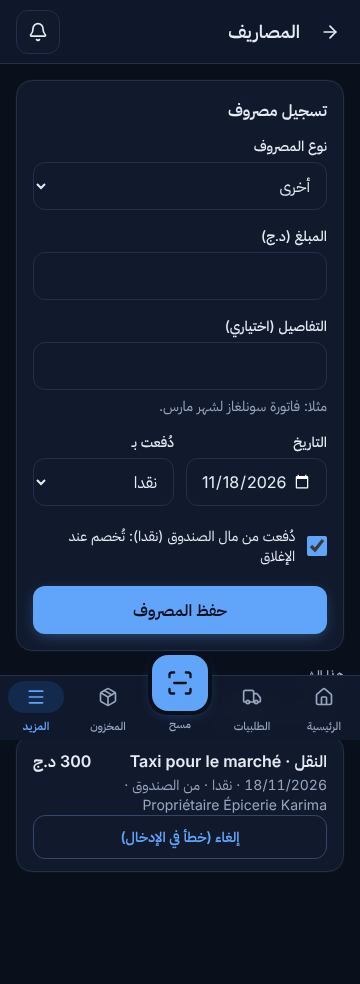 المصاريف
تسجيل مصروف
نوع المصروف
أخرى
المبلغ (د.ج)
التفاصيل (اختياري)
مثلا: فاتورة سونلغاز لشهر مارس.
التاريخ
دُفعت بـ
11/18/2026
نقدا
دُفعت من مال الصندوق (نقدا): تُخصم عند
الإغلاق
حفظ المصروف
الرئيسية
الطلبيات
مسح
المخزون
المزيد
النقل · Taxi pour le marché
300 د.ج
18/11/2026 · نقدا · من الصندوق ·
Propriétaire Épicerie Karima
إلغاء (خطأ في الإدخال)